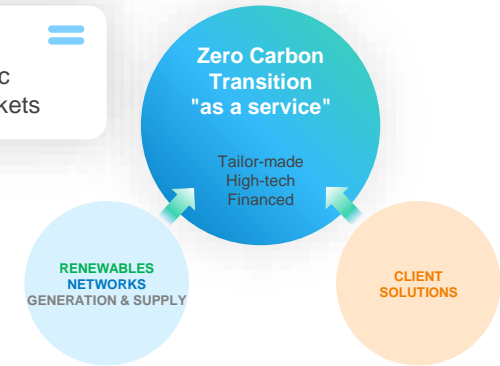 c
kets
Zero Carbon
Transition
"as a service"
Tailor-made
High-tech
Financed
RENEWABLES
NETWORKS
GENERATION & SUPPLY
CLIENT
SOLUTIONS